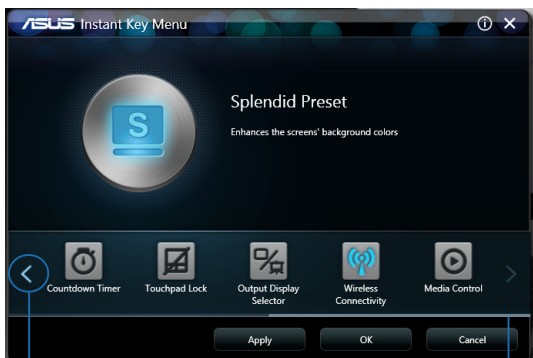 ASUS Instant Key Menu
S
Splendid Preset
Enhances the screens' background colors
Countdown Timer
Touchpad Lock
Output Display
Selector
Wireless
Connectivity
Media Control
Apply
OK
Cancel